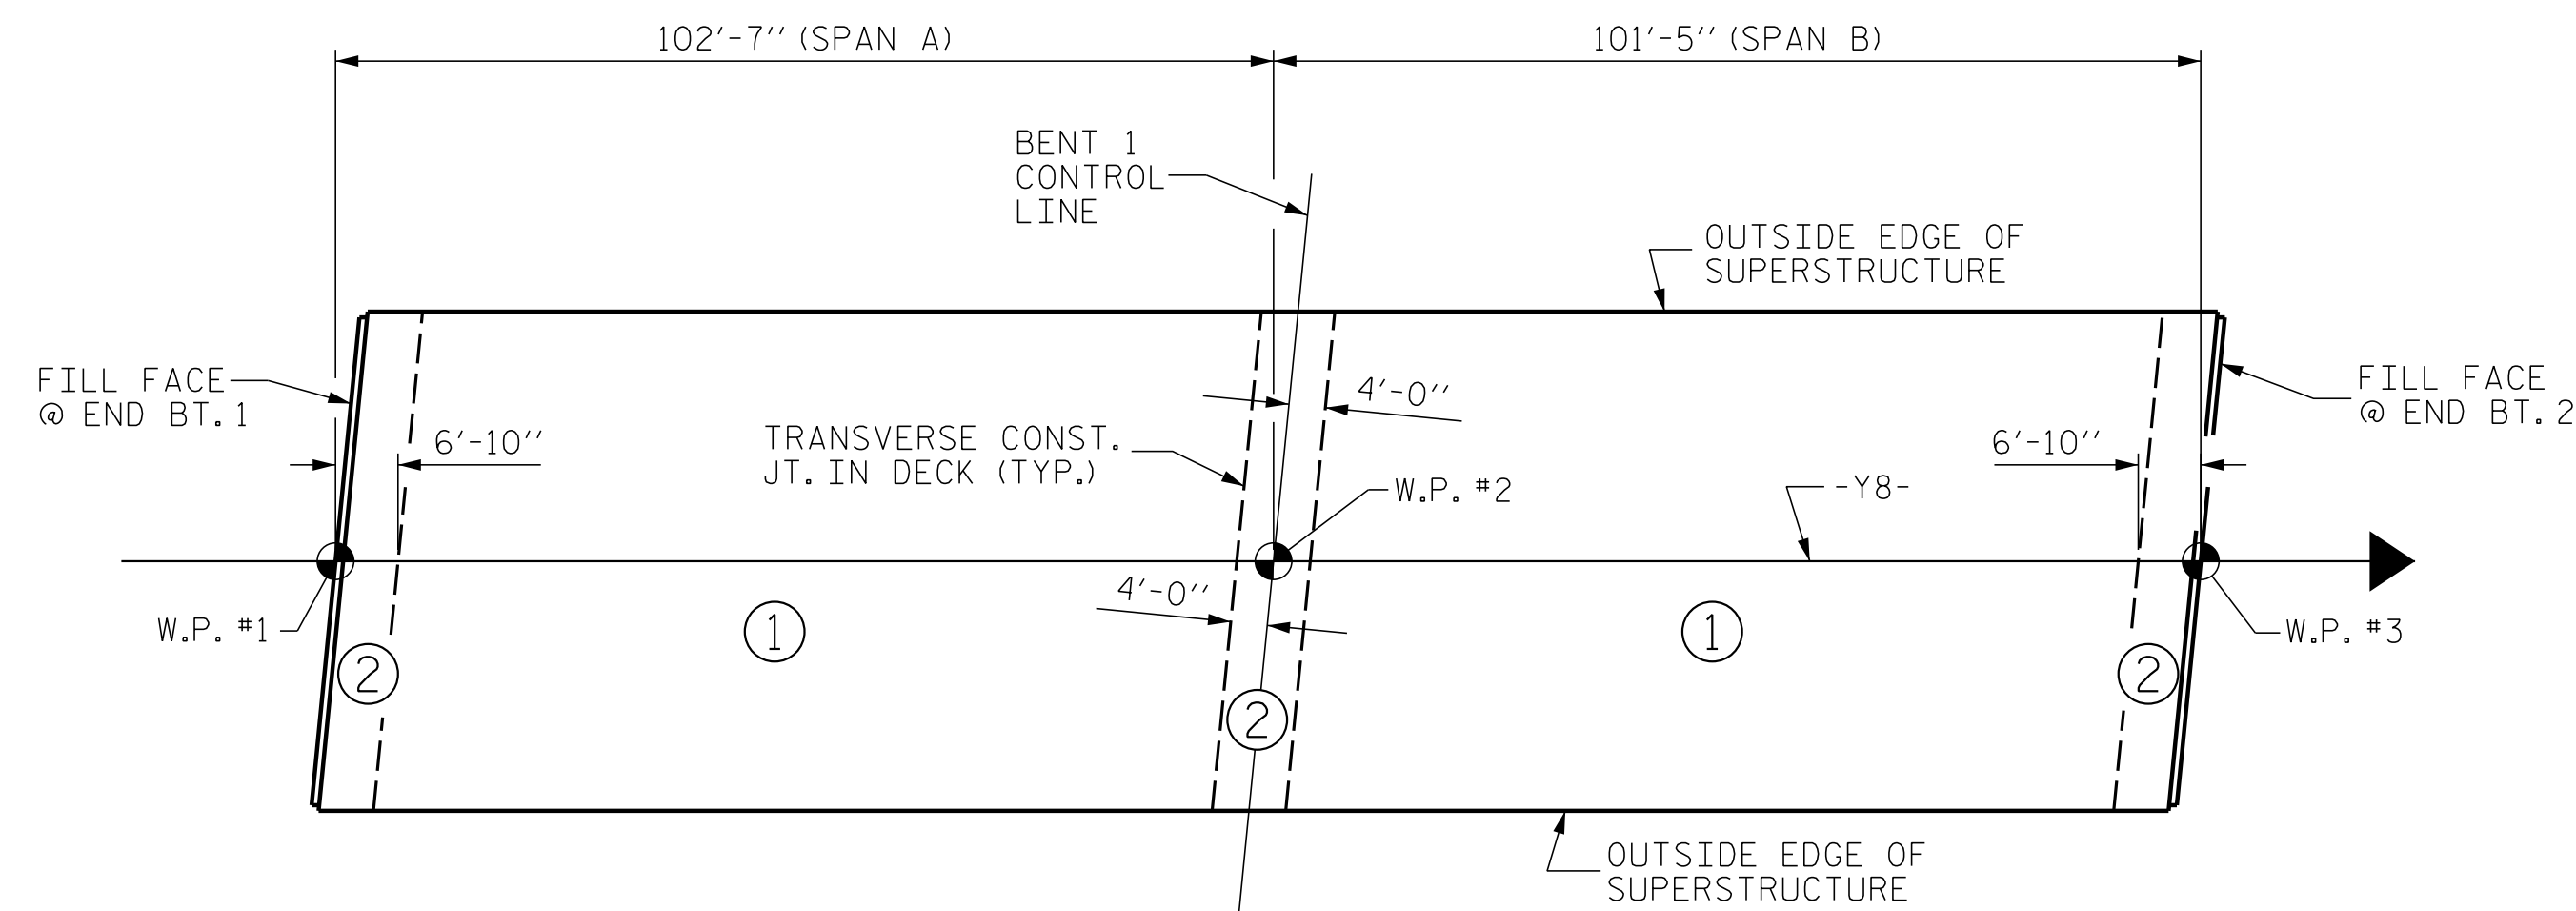 102'-7" (SPAN A)
101'-5" (SPAN B)
BENT 1
CONTROL
LINE
OUTSIDE EDGE OF
SUPERSTRUCTURE
FILL FACE
@ END BT. 1
FILL FACE
@ END BT. 2
4'-0"
6'-10"
TRANSVERSE CONST.
JT. IN DECK (TYP.)
6'-10"
W.P. #2
-Y8-
4'-0"
W.P. #1
1
1
W.P. #3
2
2
2
OUTSIDE EDGE OF
SUPERSTRUCTURE